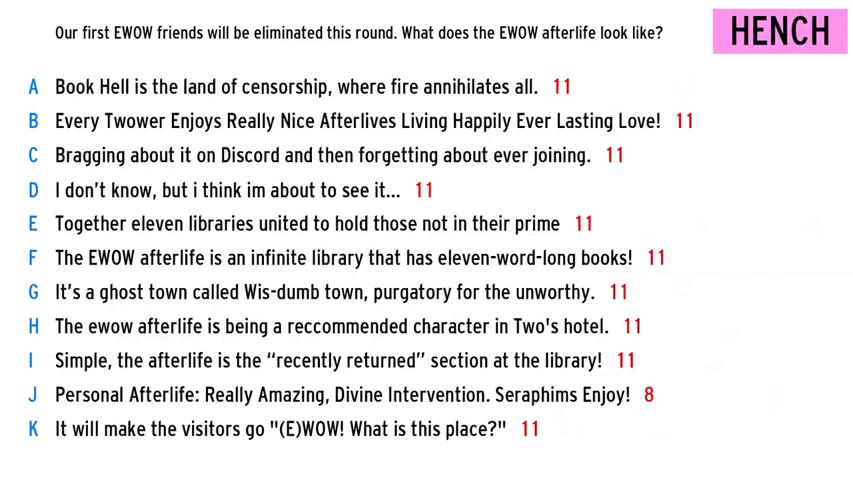 Our first EWOW friends will be eliminated this round. What does the EWOW afterlife look like?
HENCH
A Book Hell is the land of censorship, where fire annihilates all. 11
B Every Twower Enjoys Really Nice Afterlives Living Happily Ever Lasting Love! 11
C Bragging about it on Discord and then forgetting about ever joining. 11
D I don't know, but i think im about to see it... 11
E Together eleven libraries united to hold those not in their prime 11
F The EWOW afterlife is an infinite library that has eleven-word-long books! 11
G It's a ghost town called Wis-dumb town, purgatory for the unworthy. 11
H The ewow afterlife is being a reccommended character in Two's hotel. 11
I Simple, the afterlife is the “recently returned” section at the library! 11
J Personal Afterlife: Really Amazing, Divine Intervention. Seraphims Enjoy! 8
K It will make the visitors go "(E)WOW! What is this place?" 11